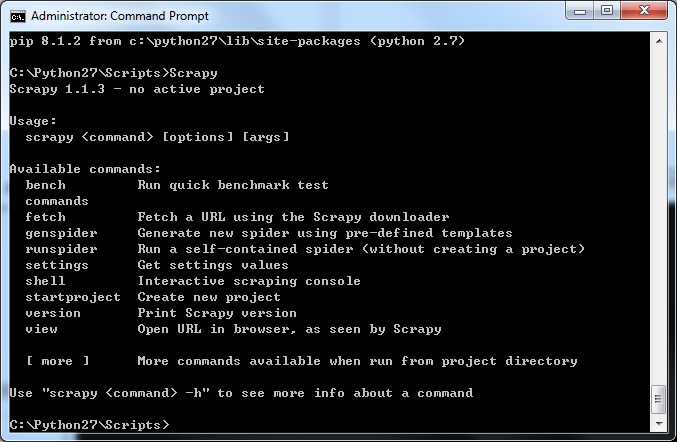 Administrator: Command Prompt
pip 8.1.2 from c:\python27\lib\site-packages (python 2.7)
C:\Python27\Scripts>Scrapy
Scrapy 1.1.3 - no active project
Usage:
  scrapy <command> [options] [args]
Available commands:
  bench         Run quick benchmark test
  commands
  fetch         Fetch a URL using the Scrapy downloader
  genspider     Generate new spider using pre-defined templates
  runspider     Run a self-contained spider (without creating a project)
  settings      Get settings values
  shell         Interactive scraping console
  startproject  Create new project
  version       Print Scrapy version
  view          Open URL in browser, as seen by Scrapy
  [ more ]      More commands available when run from project directory
Use "scrapy <command> -h" to see more info about a command
C:\Python27\Scripts>